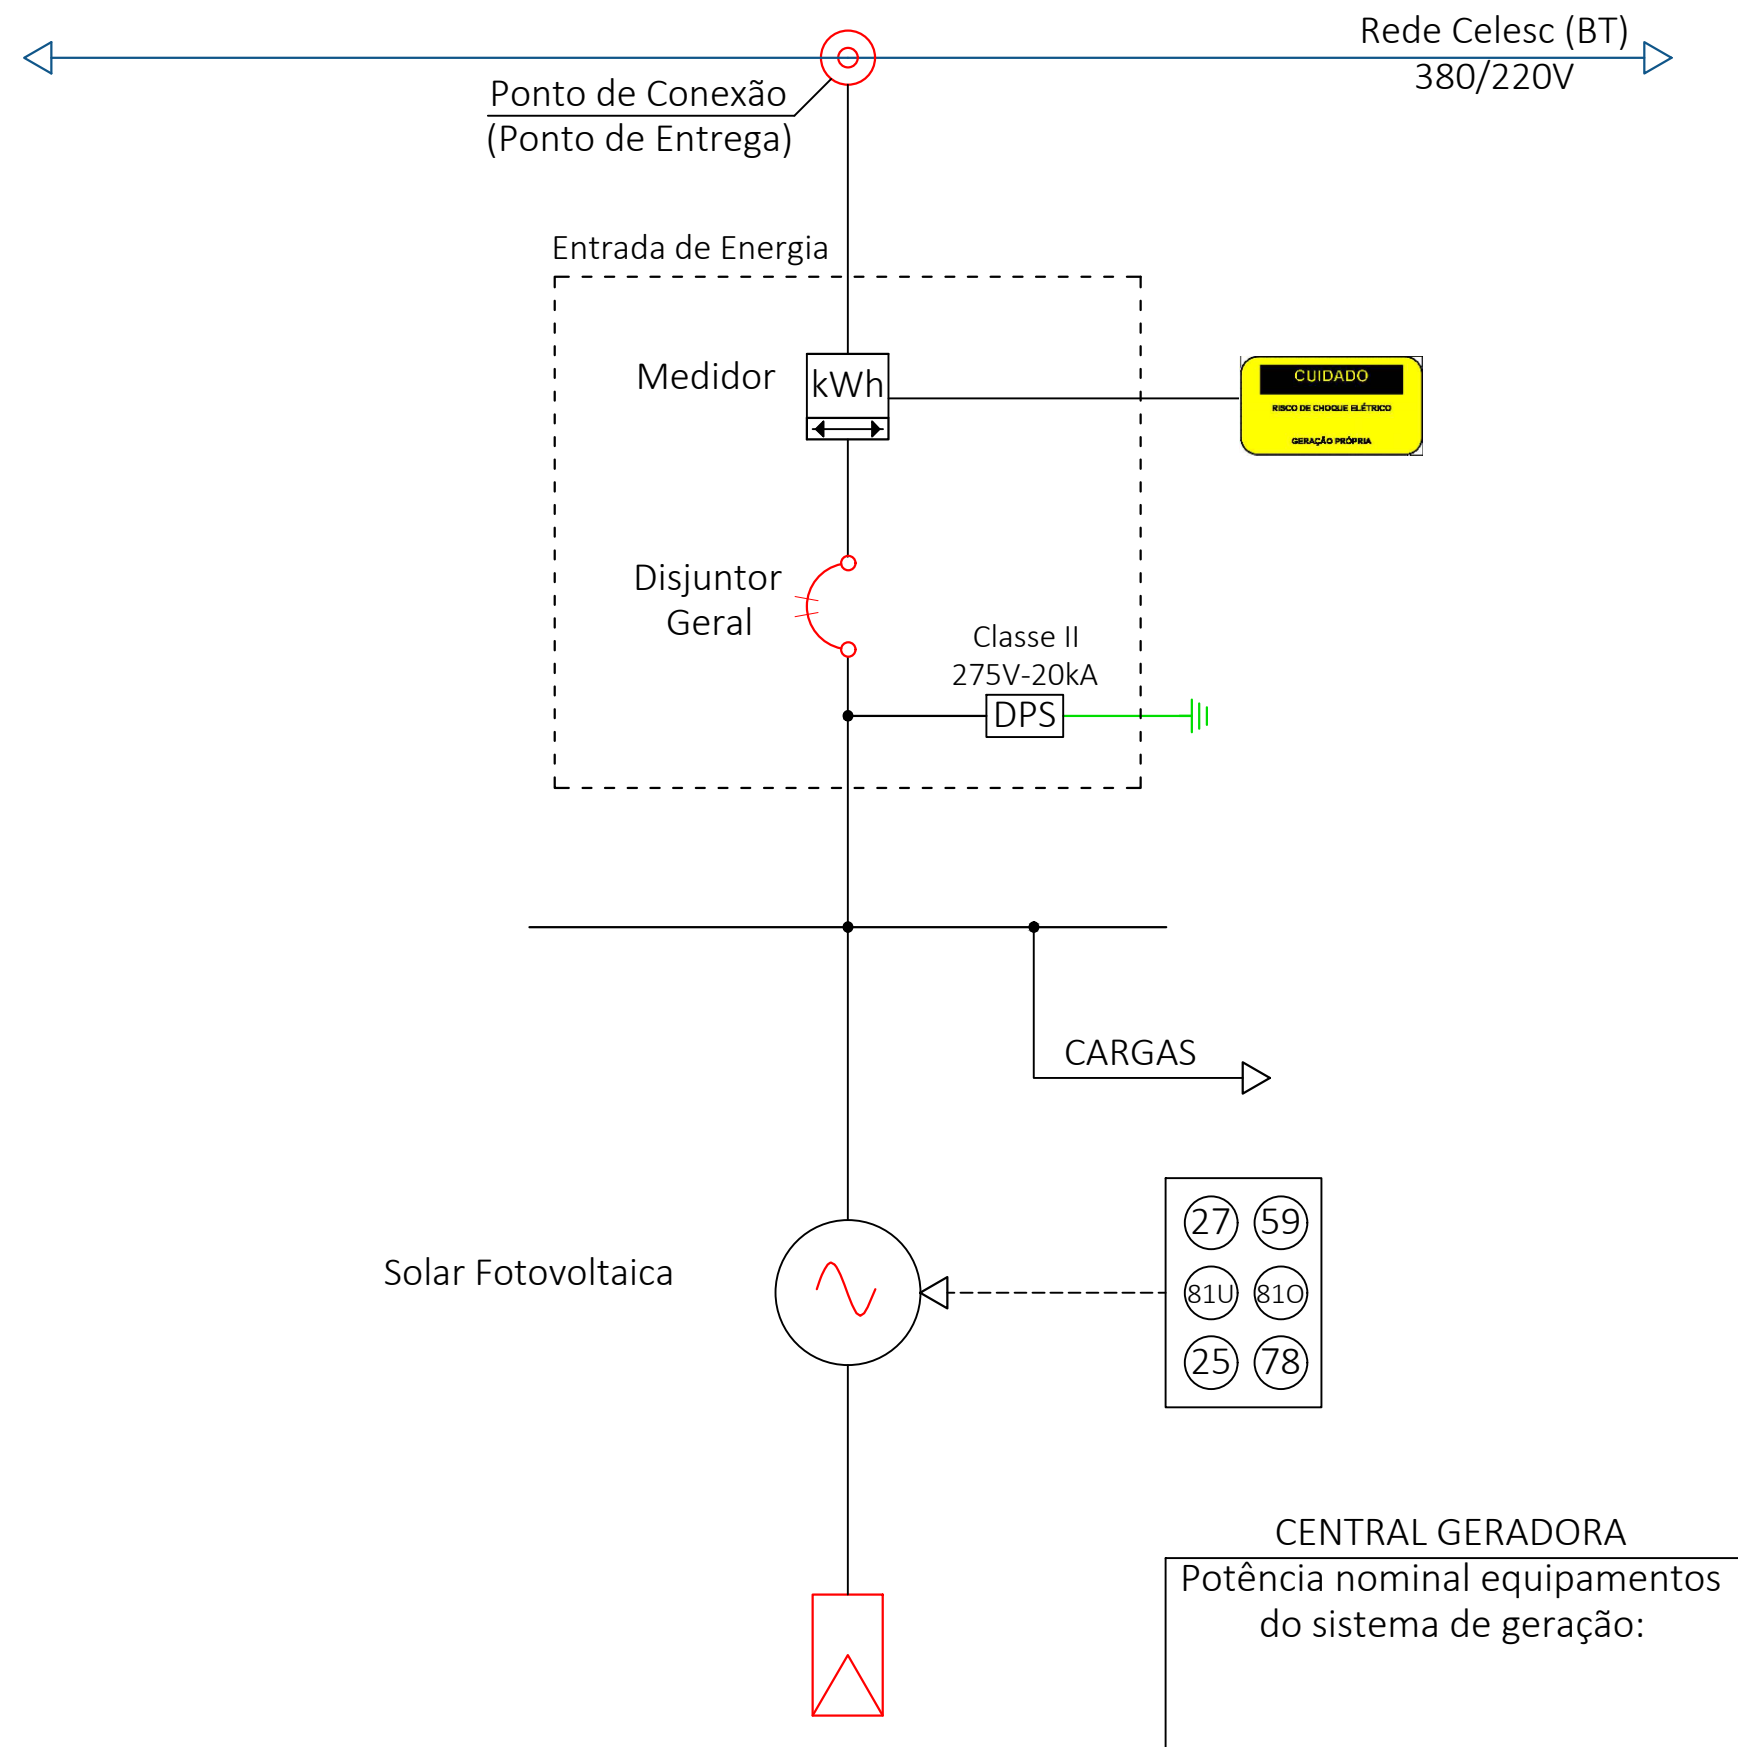 Rede Celesc (BT)
380/220V
Ponto de Conexão
(Ponto de Entrega)
Entrada de Energia
Medidor
kWh
CUIDADO
RISCO DE CHOQUE ELÉTRICO
GERAÇÃO PRÓPRIA
Disjuntor
Geral
Classe II
275V-20kA
DPS
CARGAS
27 59
81U 81O
25 78
Solar Fotovoltaica
CENTRAL GERADORA
Potência nominal equipamentos
do sistema de geração: